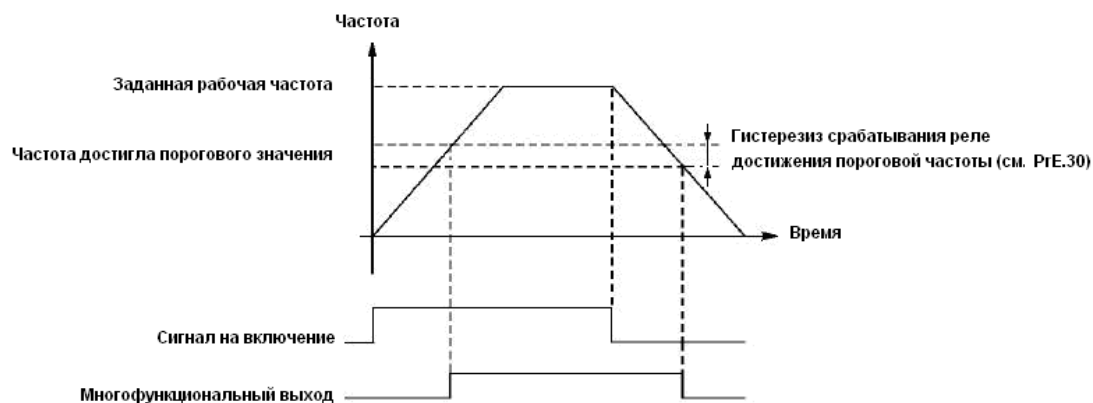 Частота
Заданная рабочая частота
Частота достигла порогового значения
Гистерезиз срабатывания реле
достижения пороговой частоты (см. PrE.30)
Время
Сигнал на включение
Многофункциональный выход